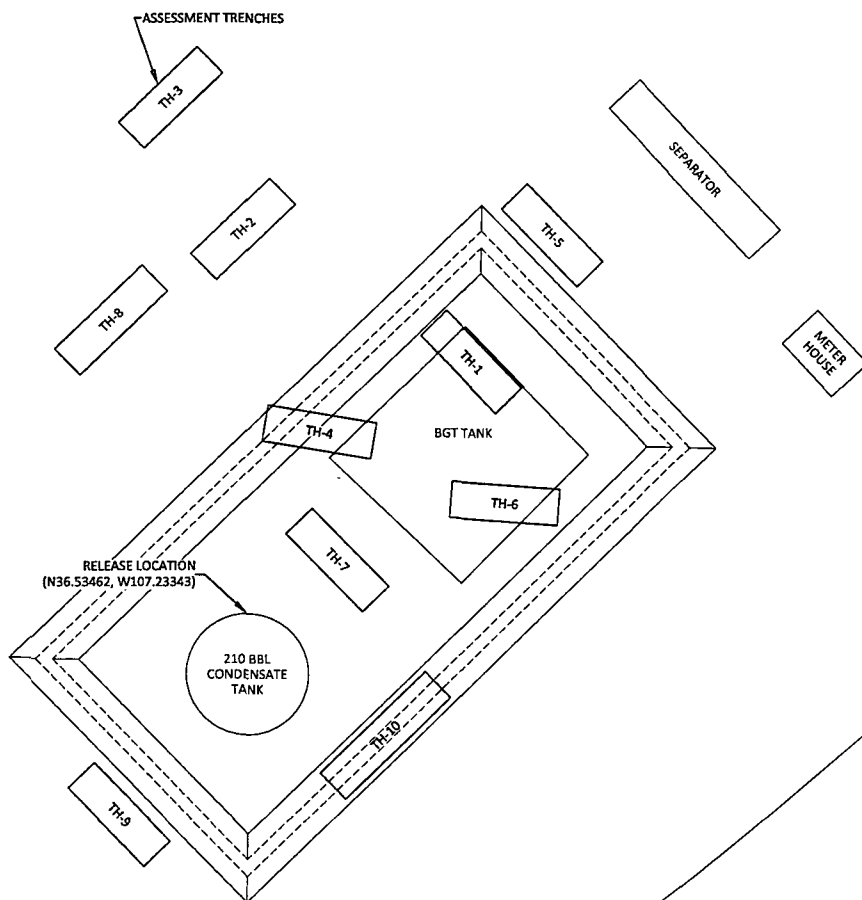 ASSESSMENT TRENCHES
TH-3
SEPARATOR
TH-2
TH-5
TH-8
METER
HOUSE
TH-1
TH-4
BGT TANK
TH-6
TH-7
RELEASE LOCATION
(N36.53462, W107.23343)
210 BBL
CONDENSATE
TANK
TH-10
TH-9